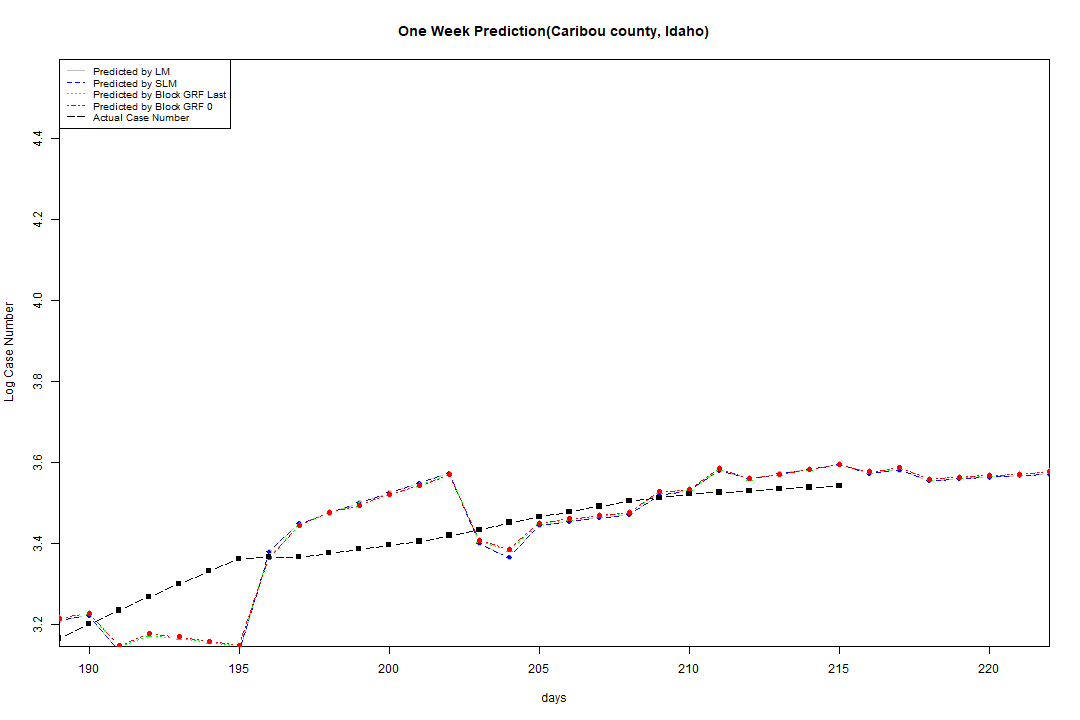 One Week Prediction(Caribou county, Idaho)
Predicted by LM
Predicted by SLM
Predicted by Block GRF Last
Predicted by Block GRF 0
Actual Case Number
4.4
4.2
4.0
3.8
3.6
3.4
3.2
Log Case Number
190 195 200 205 210 215 220
days